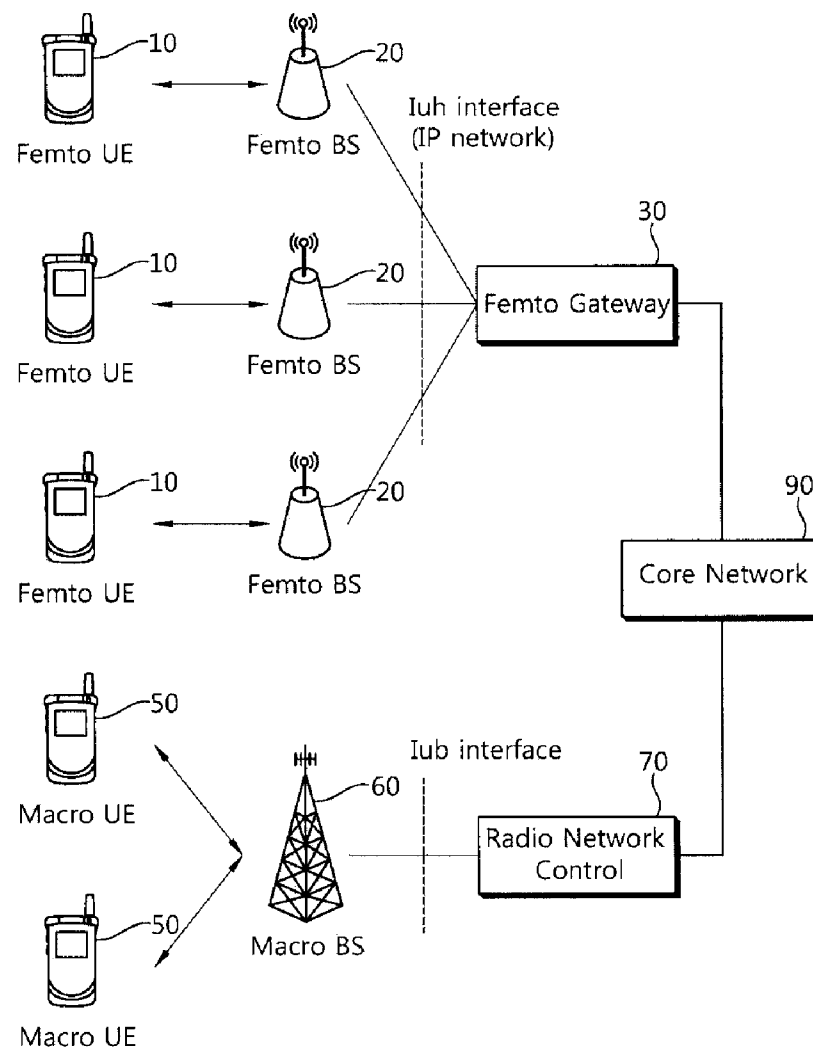 10
20
Femto UE
Femto BS
Iuh interface
(IP network)
10
20
30
Femto UE
Femto BS
Femto Gateway
10
20
Femto UE
Femto BS
90
Core Network
50
Macro UE
60
Macro BS
Iub interface
70
Radio Network
Control
50
Macro UE